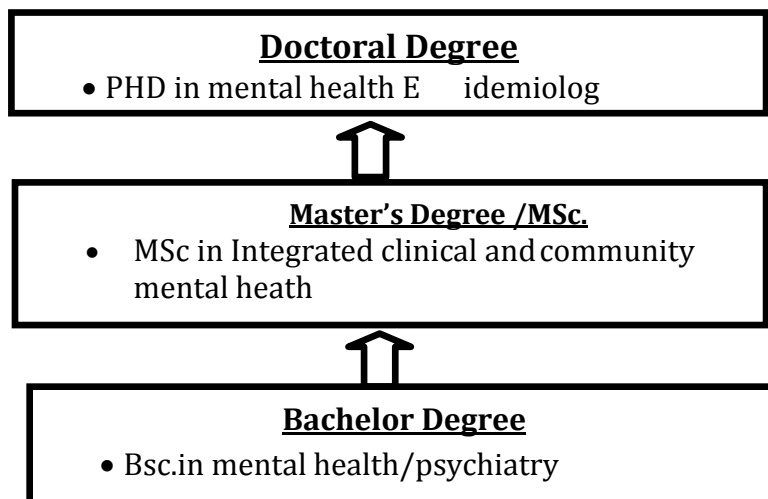 Doctoral Degree
• PHD in mental health E idemiolog
Master's Degree /MSc.
• MSc in Integrated clinical and community
mental heath
Bachelor Degree
• Bsc.in mental health/psychiatry